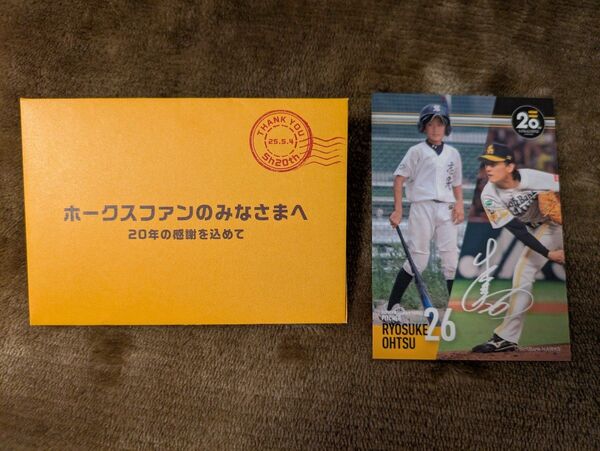 THANK YOU
25.5.4
Sh20th
ホークスファンのみなさまへ
20年の感謝を込めて
20
RYOSUKE
OHTSU
26